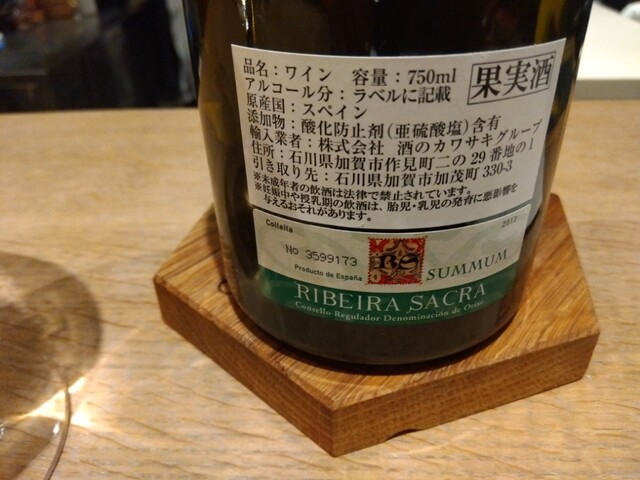 品名：ワイン 容量：750ml
アルコール分：ラベルに記載
果実酒
原産国：スペイン
添加物：酸化防止剤(亜硫酸塩)含有
輸入業者：株式会社 酒のカワサキグループ
住所：石川県加賀市作見町二の29番地の1
引き取り先：石川県加賀市加茂町330-3
※未成年者の飲酒は法律で禁止されています。
※妊娠中や授乳期の飲酒は、胎児・乳児の発育に悪影響を
与えるおそれがあります。
Colleita 2012
No 3599173
Producto de España
RS SUMMUM
RIBEIRA SACRA
Consello Regulador Denominación de Orixe